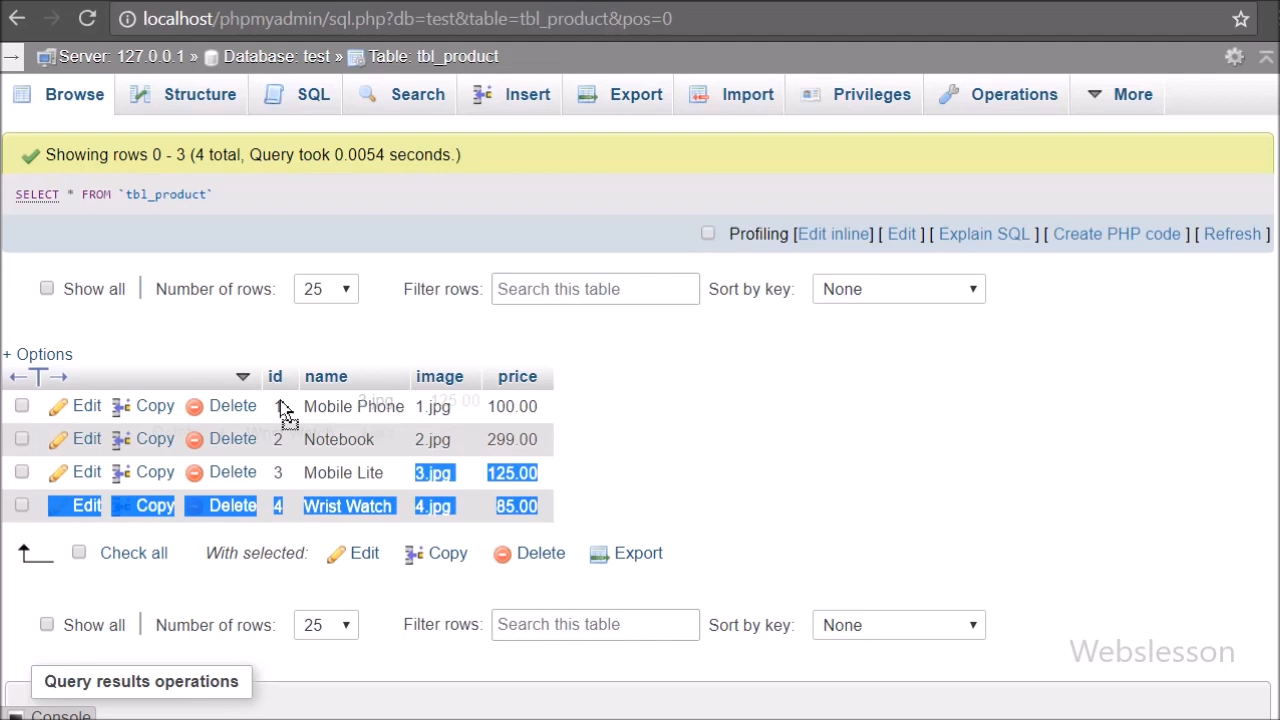 localhost/phpmyadmin/sql.php?db=test&table=tbl_product&pos=0
Server: 127.0.0.1 » Database: test » Table: tbl_product
Browse Structure SQL Search Insert Export Import Privileges Operations More
Showing rows 0 - 3 (4 total, Query took 0.0054 seconds.)
SELECT * FROM `tbl_product`
Profiling [Edit inline] [ Edit ] [ Explain SQL ] [ Create PHP code ] [ Refresh ]
Show all Number of rows: 25 Filter rows: Search this table Sort by key: None
+ Options
id name image price
Edit Copy Delete 1 Mobile Phone 1.jpg 100.00
Edit Copy Delete 2 Notebook 2.jpg 299.00
Edit Copy Delete 3 Mobile Lite 3.jpg 125.00
Edit Copy Delete 4 Wrist Watch 4.jpg 85.00
Check all With selected: Edit Copy Delete Export
Show all Number of rows: 25 Filter rows: Search this table Sort by key: None
Webslesson
Query results operations
Console